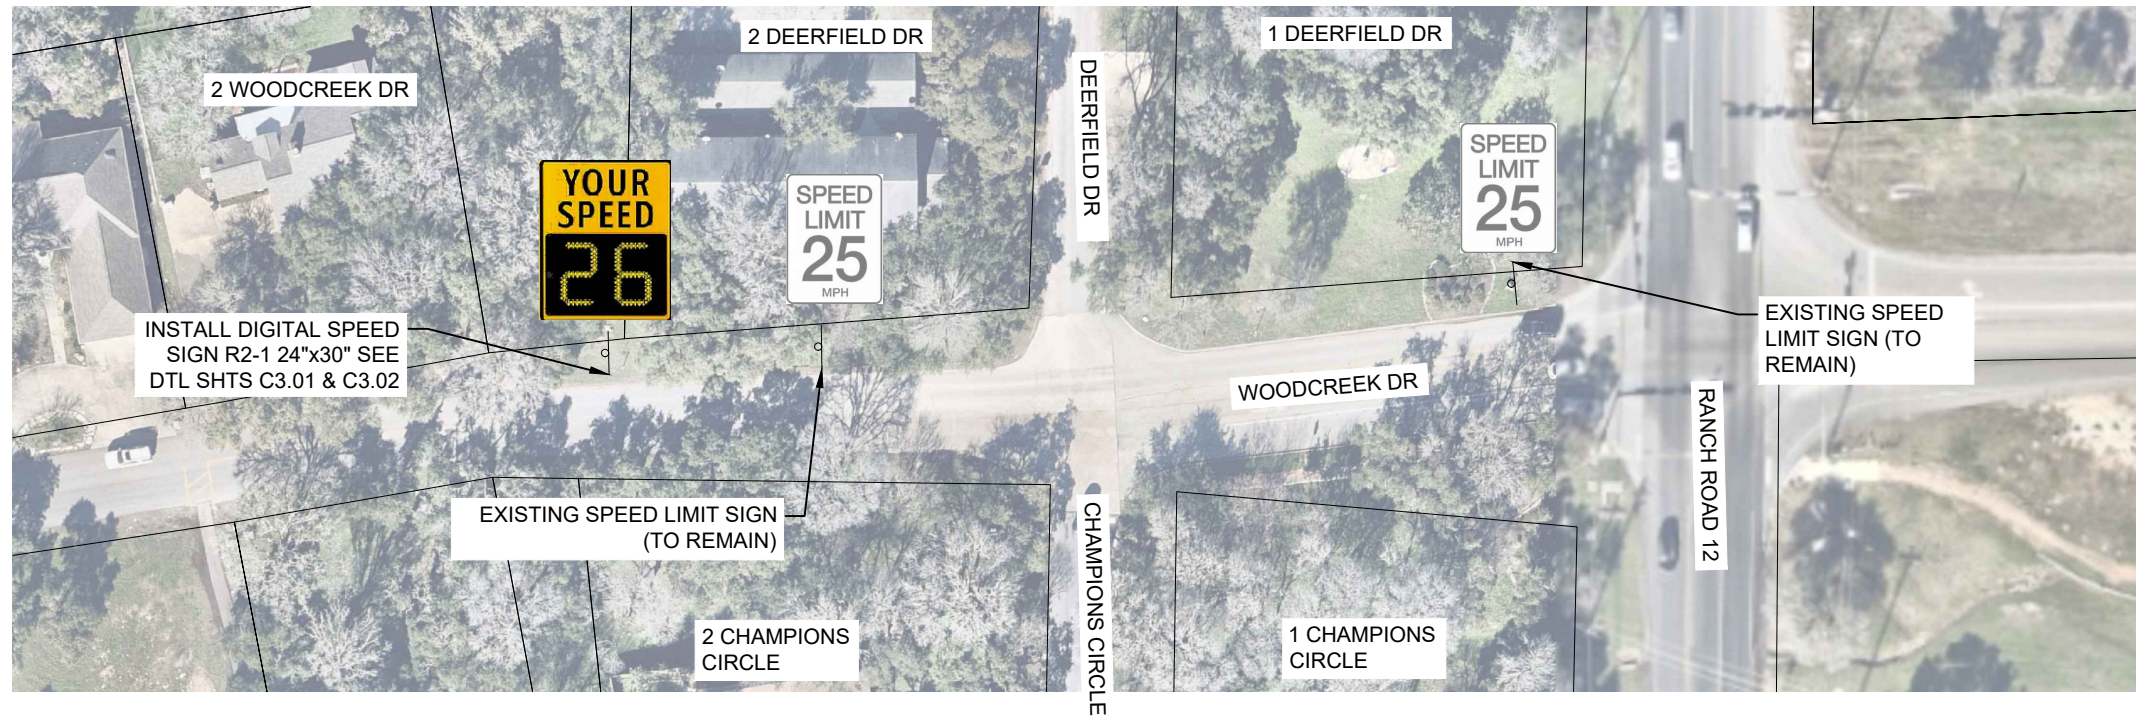 2 DEERFIELD DR
1 DEERFIELD DR
2 WOODCREEK DR
DEERFIELD DR
YOUR
SPEED
26
SPEED
LIMIT
25
MPH
SPEED
LIMIT
25
MPH
INSTALL DIGITAL SPEED
SIGN R2-1 24"x30" SEE
DTL SHTS C3.01 & C3.02
EXISTING SPEED
LIMIT SIGN (TO
REMAIN)
WOODCREEK DR
RANCH ROAD 12
EXISTING SPEED LIMIT SIGN
(TO REMAIN)
CHAMPIONS CIRCLE
2 CHAMPIONS
CIRCLE
1 CHAMPIONS
CIRCLE